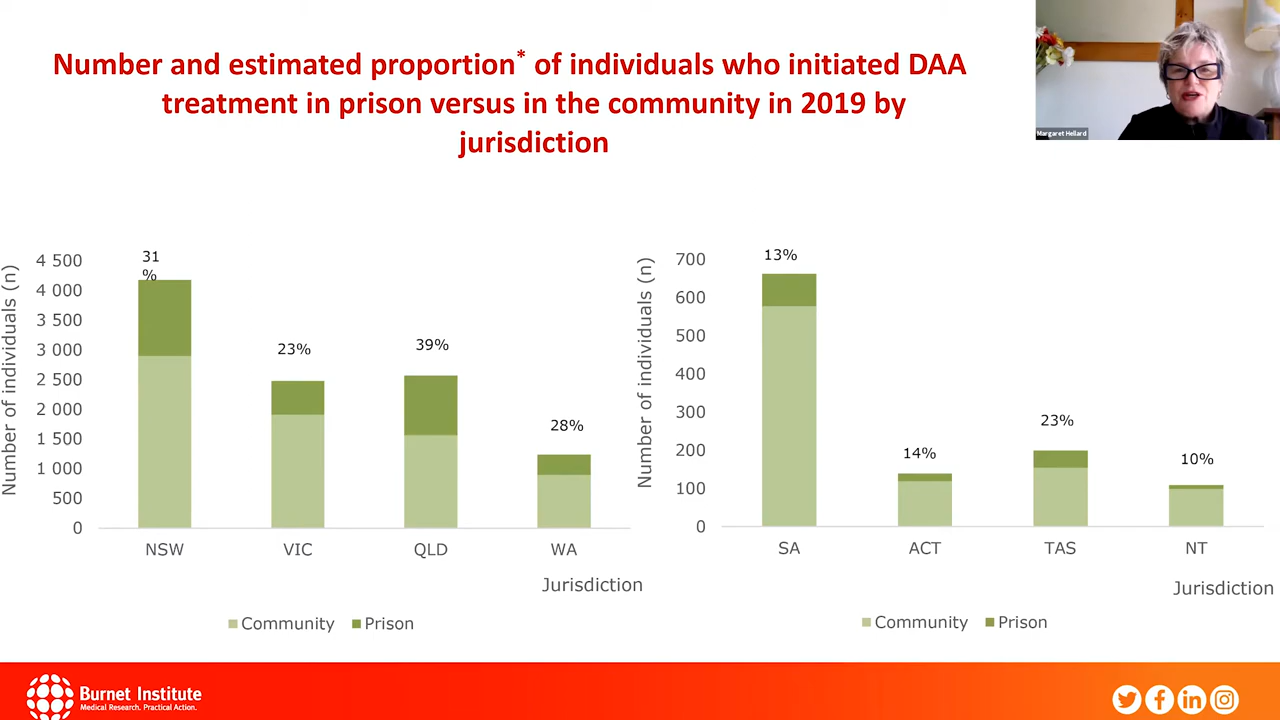 Number and estimated proportion* of individuals who initiated DAA
treatment in prison versus in the community in 2019 by
jurisdiction
Margaret Hellard
Number of individuals (n)
4 500
4 000
3 500
3 000
2 500
2 000
1 500
1 000
500
0
31
%
23%
39%
28%
NSW
VIC
QLD
WA
Jurisdiction
Community
Prison
Number of individuals (n)
700
600
500
400
300
200
100
0
13%
14%
23%
10%
SA
ACT
TAS
NT
Jurisdiction
Community
Prison
Burnet Institute
Medical Research. Practical Action.